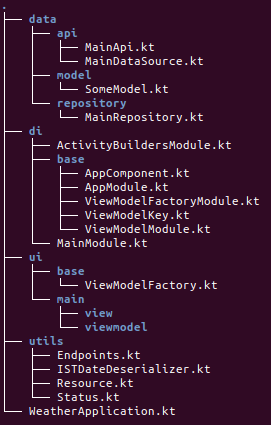 .
├── data
│   ├── api
│   │   ├── MainApi.kt
│   │   └── MainDataSource.kt
│   ├── model
│   │   └── SomeModel.kt
│   └── repository
│       └── MainRepository.kt
├── di
│   ├── ActivityBuildersModule.kt
│   ├── base
│   │   ├── AppComponent.kt
│   │   ├── AppModule.kt
│   │   ├── ViewModelFactoryModule.kt
│   │   ├── ViewModelKey.kt
│   │   └── ViewModelModule.kt
│   └── MainModule.kt
├── ui
│   ├── base
│   │   └── ViewModelFactory.kt
│   └── main
│       ├── view
│       └── viewmodel
├── utils
│   ├── Endpoints.kt
│   ├── ISTDateDeserializer.kt
│   ├── Resource.kt
│   └── Status.kt
└── WeatherApplication.kt